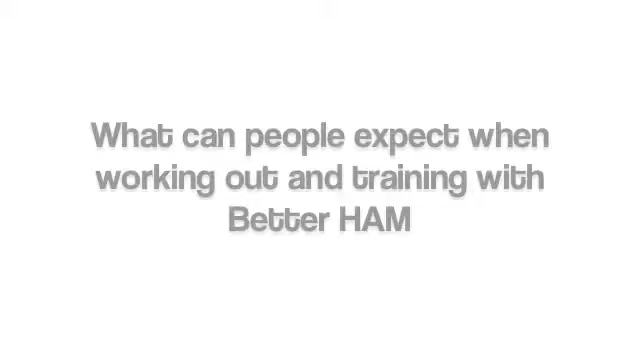 What can people expect when
working out and training with
Better HAM